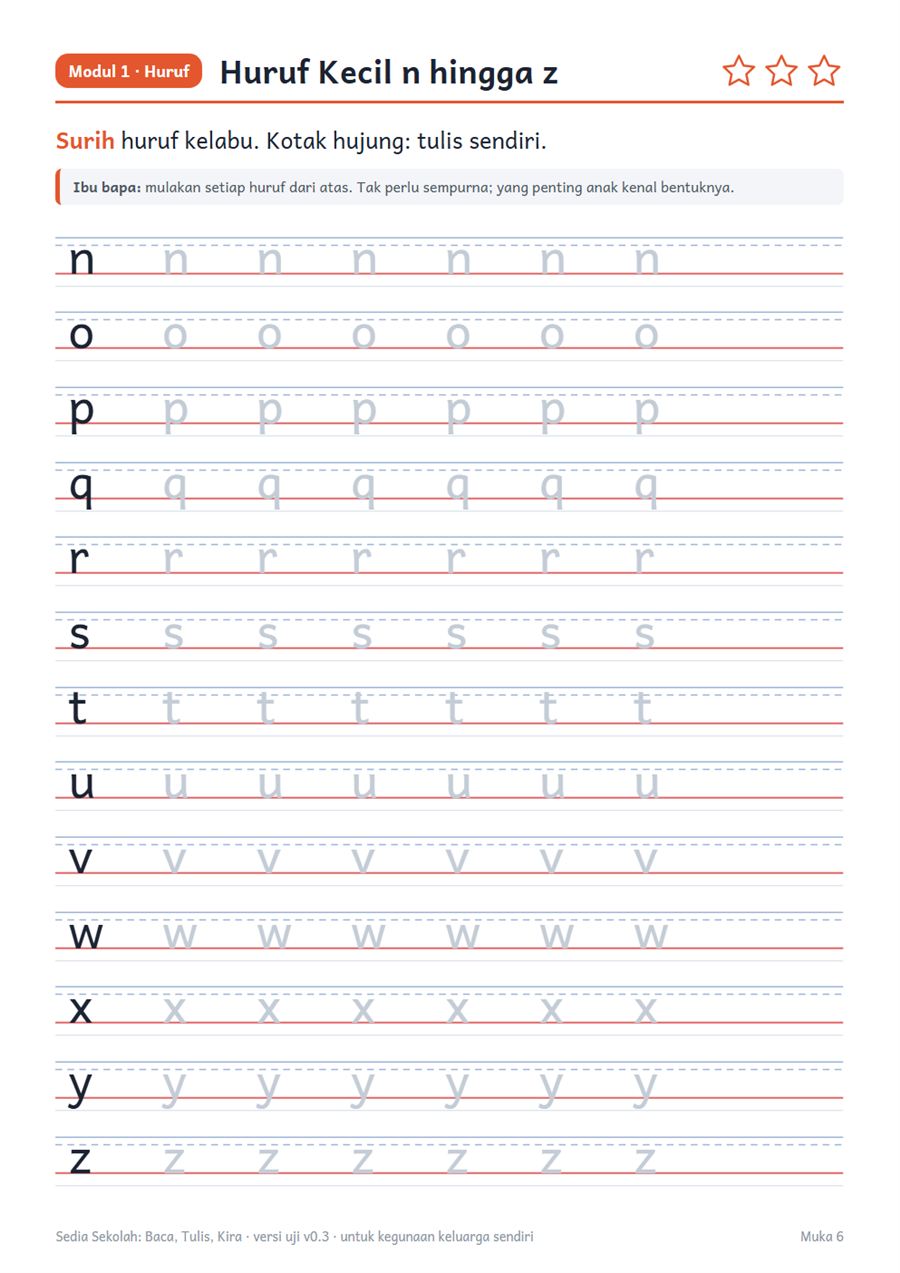 Modul 1 · Huruf
Huruf Kecil n hingga z
Surih huruf kelabu. Kotak hujung: tulis sendiri.
Ibu bapa: mulakan setiap huruf dari atas. Tak perlu sempurna; yang penting anak kenal bentuknya.
n n n n n n n
o o o o o o o
p p p p p p p
q q q q q q q
r r r r r r r
s s s s s s s
t t t t t t t
u u u u u u u
v v v v v v v
w w w w w w w
x x x x x x x
y y y y y y y
z z z z z z z
Sedia Sekolah: Baca, Tulis, Kira · versi uji v0.3 · untuk kegunaan keluarga sendiri
Muka 6